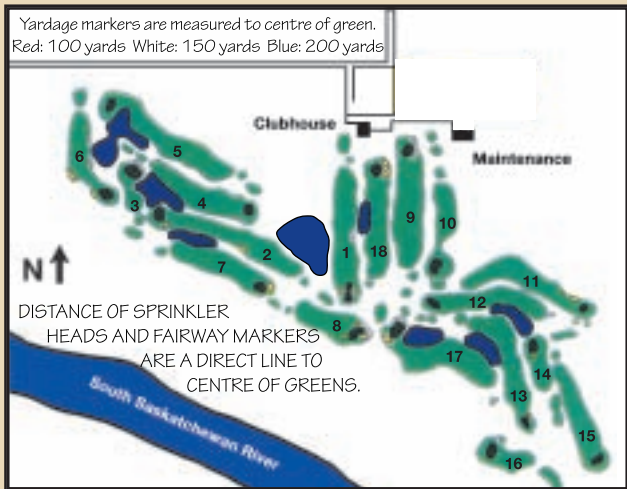 Yardage markers are measured to centre of green.
Red: 100 yards White: 150 yards Blue: 200 yards
Clubhouse
Maintenance
6
5
3
4
2
7
1
18
9
10
8
11
12
17
14
13
15
16
N
DISTANCE OF SPRINKLER
HEADS AND FAIRWAY MARKERS
ARE A DIRECT LINE TO
CENTRE OF GREENS.
South Saskatchewan River